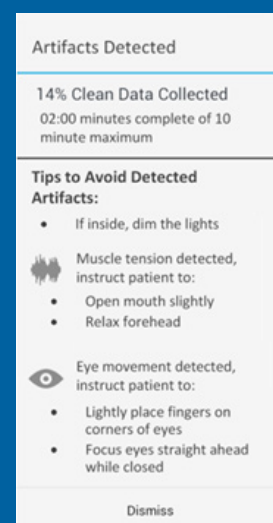 Artifacts Detected
14% Clean Data Collected
02:00 minutes complete of 10
minute maximum
Tips to Avoid Detected
Artifacts:
• If inside, dim the lights
Muscle tension detected,
instruct patient to:
• Open mouth slightly
• Relax forehead
Eye movement detected,
instruct patient to:
• Lightly place fingers on
corners of eyes
• Focus eyes straight ahead
while closed
Dismiss